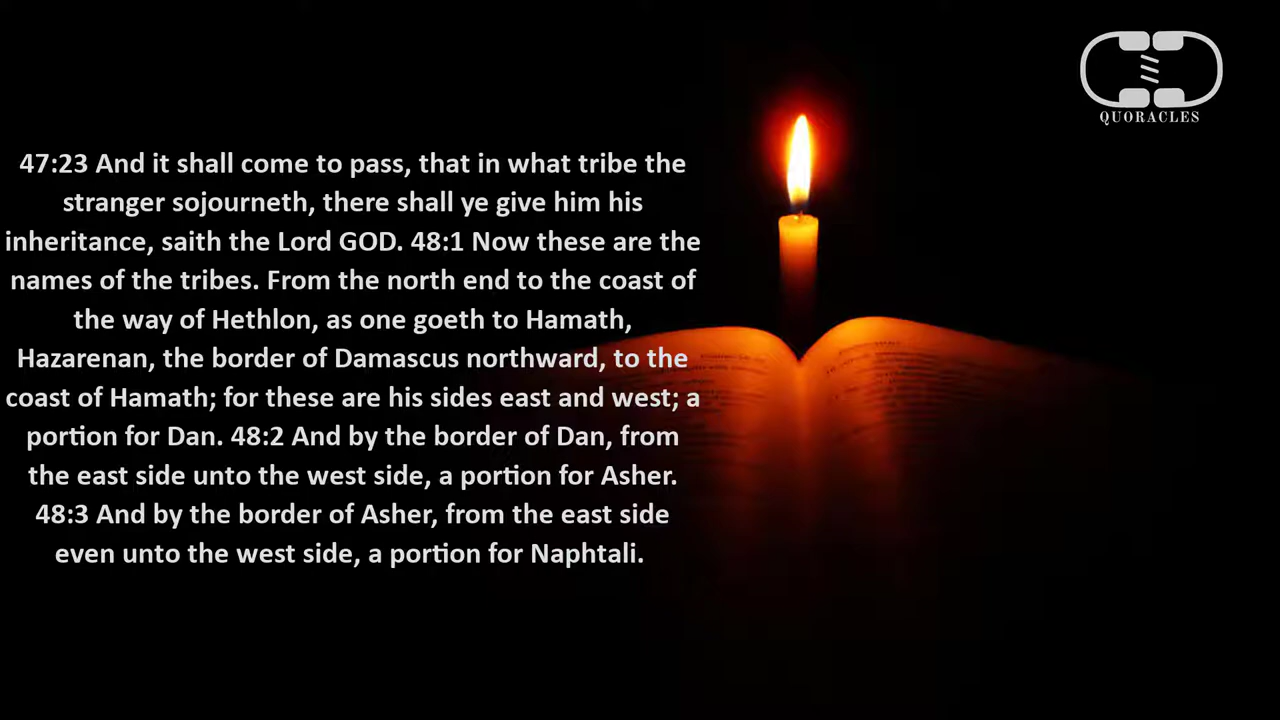 QUORACLES
47:23 And it shall come to pass, that in what tribe the
stranger sojourneth, there shall ye give him his
inheritance, saith the Lord GOD. 48:1 Now these are the
names of the tribes. From the north end to the coast of
the way of Hethlon, as one goeth to Hamath,
Hazarenan, the border of Damascus northward, to the
coast of Hamath; for these are his sides east and west; a
portion for Dan. 48:2 And by the border of Dan, from
the east side unto the west side, a portion for Asher.
48:3 And by the border of Asher, from the east side
even unto the west side, a portion for Naphtali.